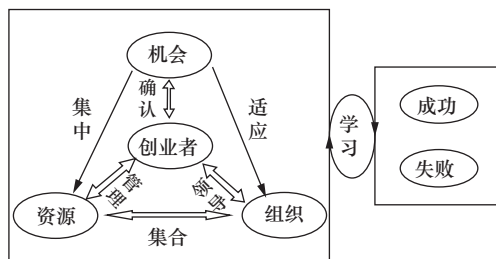 机会
确认
集中
适应
创业者
管理
领导
资源
组织
集合
学习
成功
失败